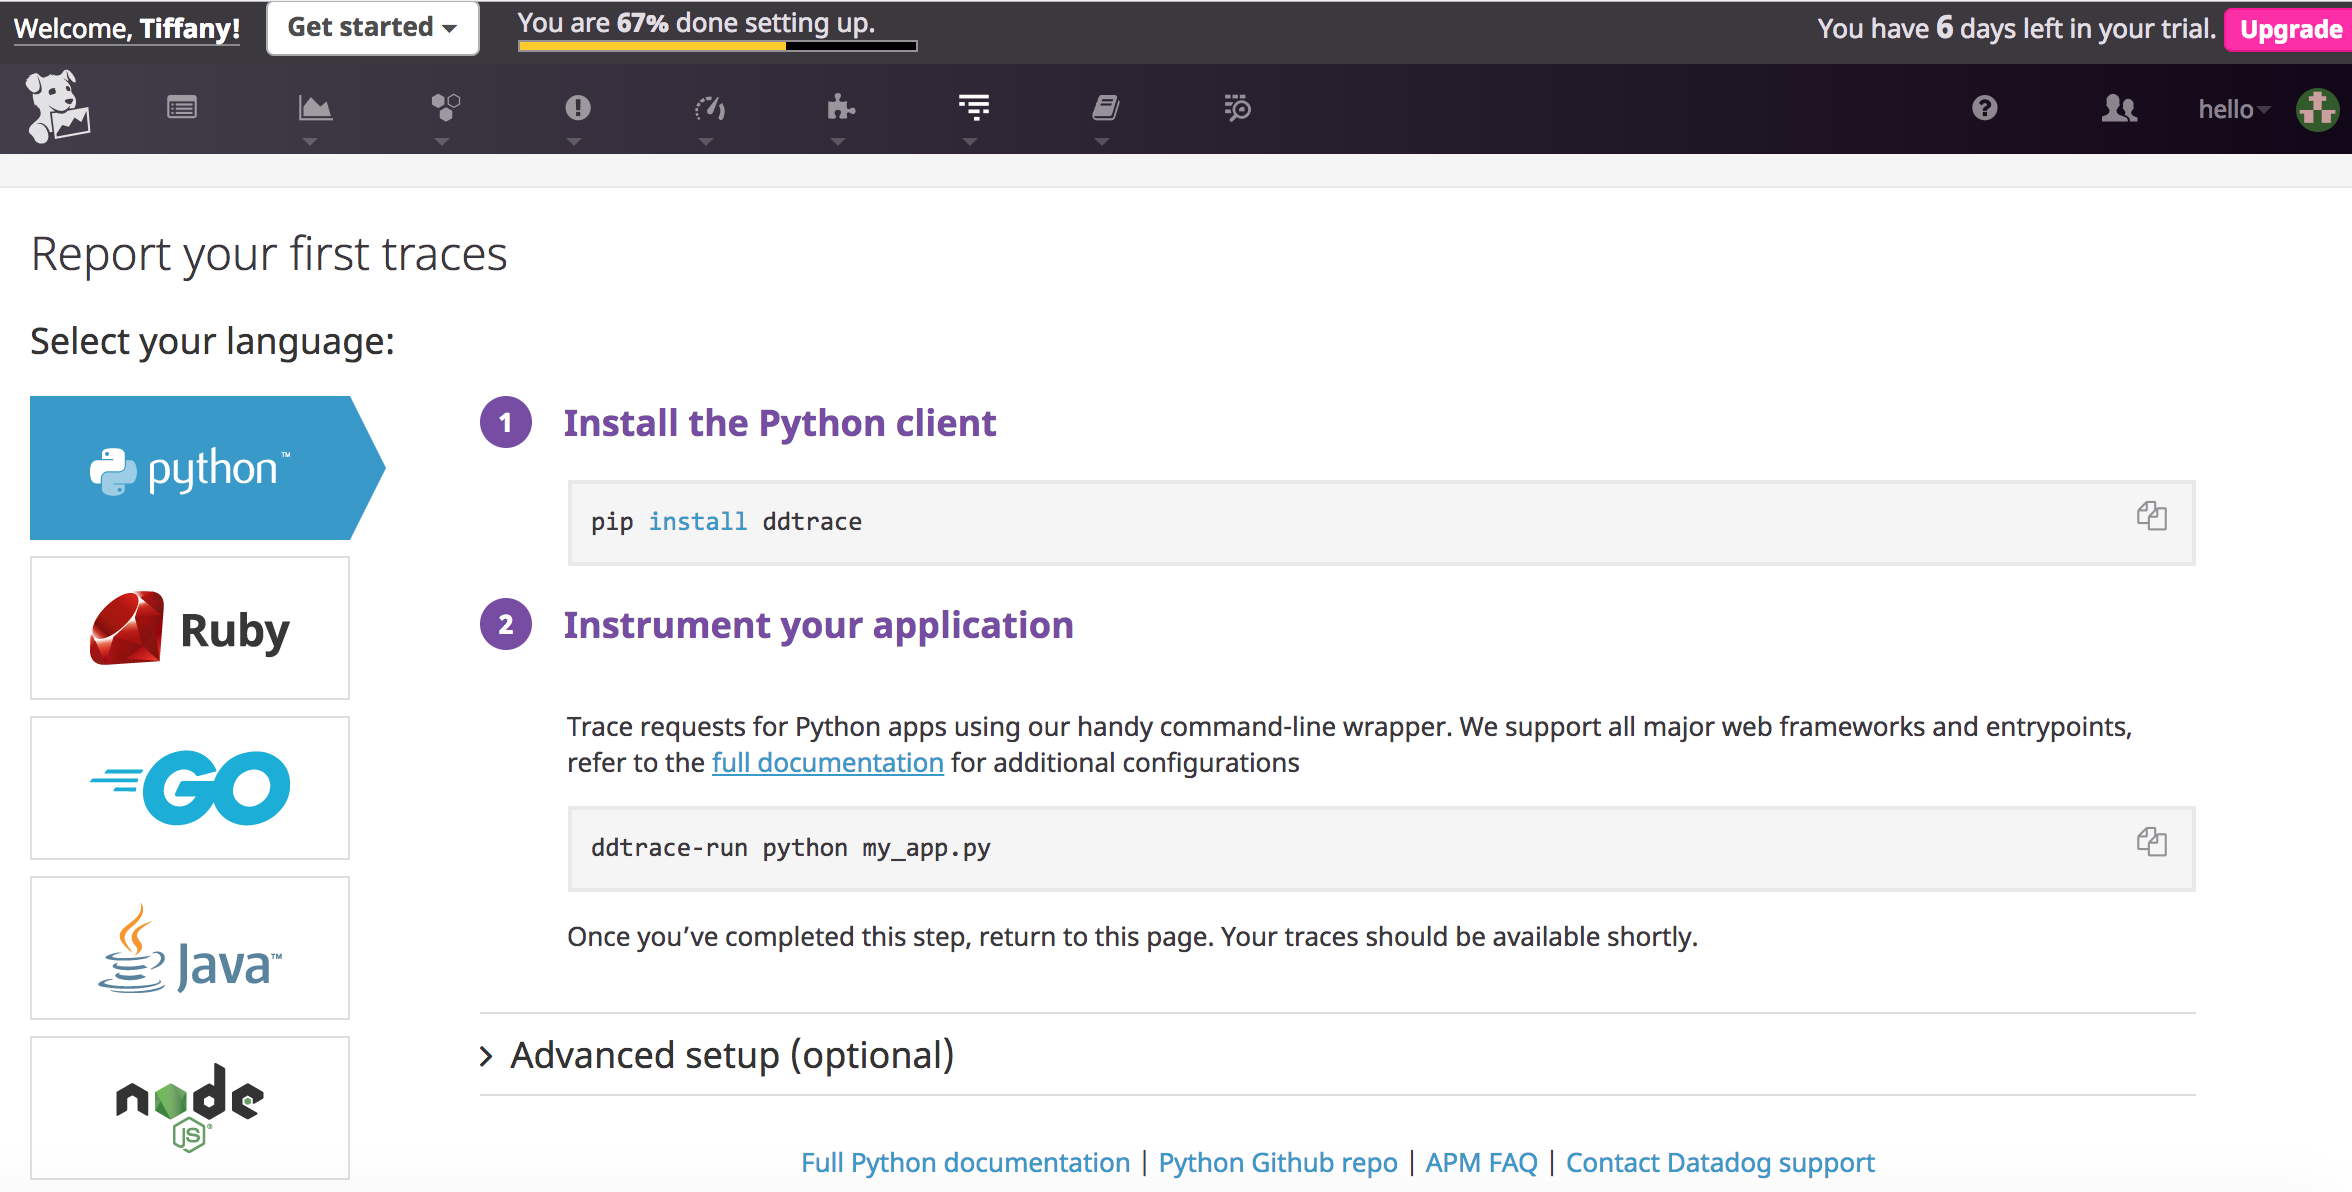 Welcome, Tiffany!
Get started
You are 67% done setting up.
You have 6 days left in your trial.
Upgrade
hello
Report your first traces
Select your language:
python™
Ruby
GO
Java™
node
JS®
1 Install the Python client
pip install ddtrace
2 Instrument your application
Trace requests for Python apps using our handy command-line wrapper. We support all major web frameworks and entrypoints,
refer to the full documentation for additional configurations
ddtrace-run python my_app.py
Once you’ve completed this step, return to this page. Your traces should be available shortly.
Advanced setup (optional)
Full Python documentation | Python Github repo | APM FAQ | Contact Datadog support